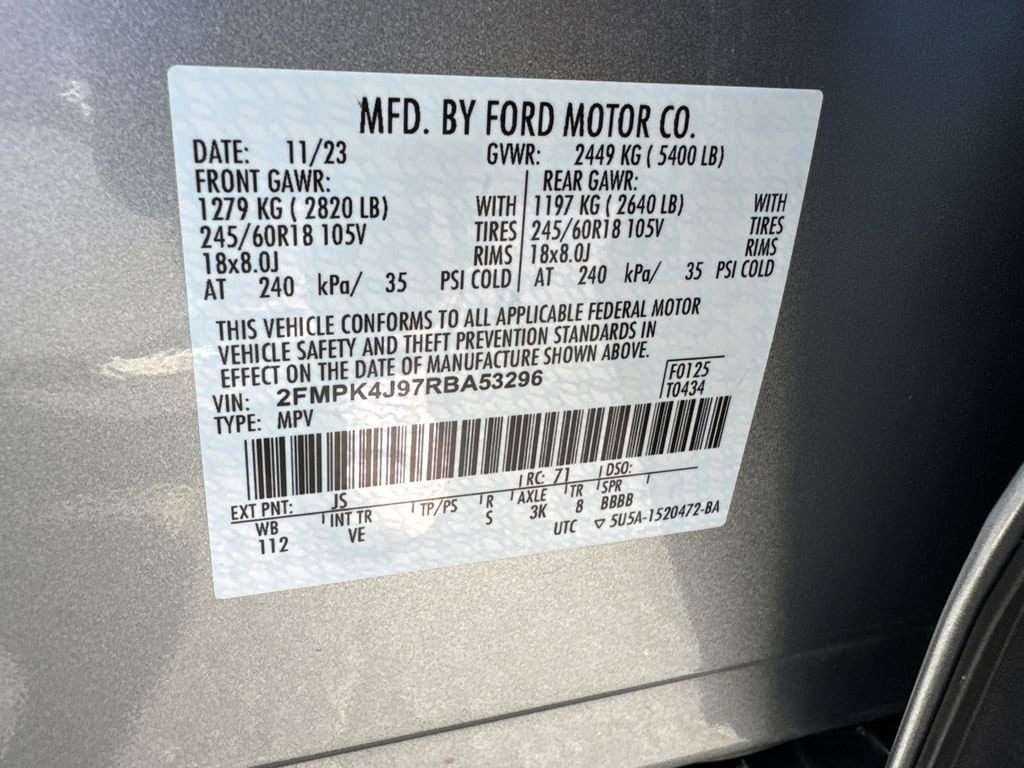 MFD. BY FORD MOTOR CO.
DATE: 11/23 GVWR: 2449 KG ( 5400 LB)
FRONT GAWR: REAR GAWR:
1279 KG ( 2820 LB) WITH 1197 KG ( 2640 LB) WITH
245/60R18 105V TIRES 245/60R18 105V TIRES
18x8.0J RIMS 18x8.0J RIMS
AT 240 kPa/ 35 PSI COLD AT 240 kPa/ 35 PSI COLD
THIS VEHICLE CONFORMS TO ALL APPLICABLE FEDERAL MOTOR
VEHICLE SAFETY AND THEFT PREVENTION STANDARDS IN
EFFECT ON THE DATE OF MANUFACTURE SHOWN ABOVE.
VIN: 2FMPK4J97RBA53296 F0125
TYPE: MPV T0434
EXT PNT: JS RC: 71 DSO:
WB INT TR TP/PS R AXLE TR SPR
112 VE S 3K 8 BBBB
UTC ▽ 5U5A-1520472-BA